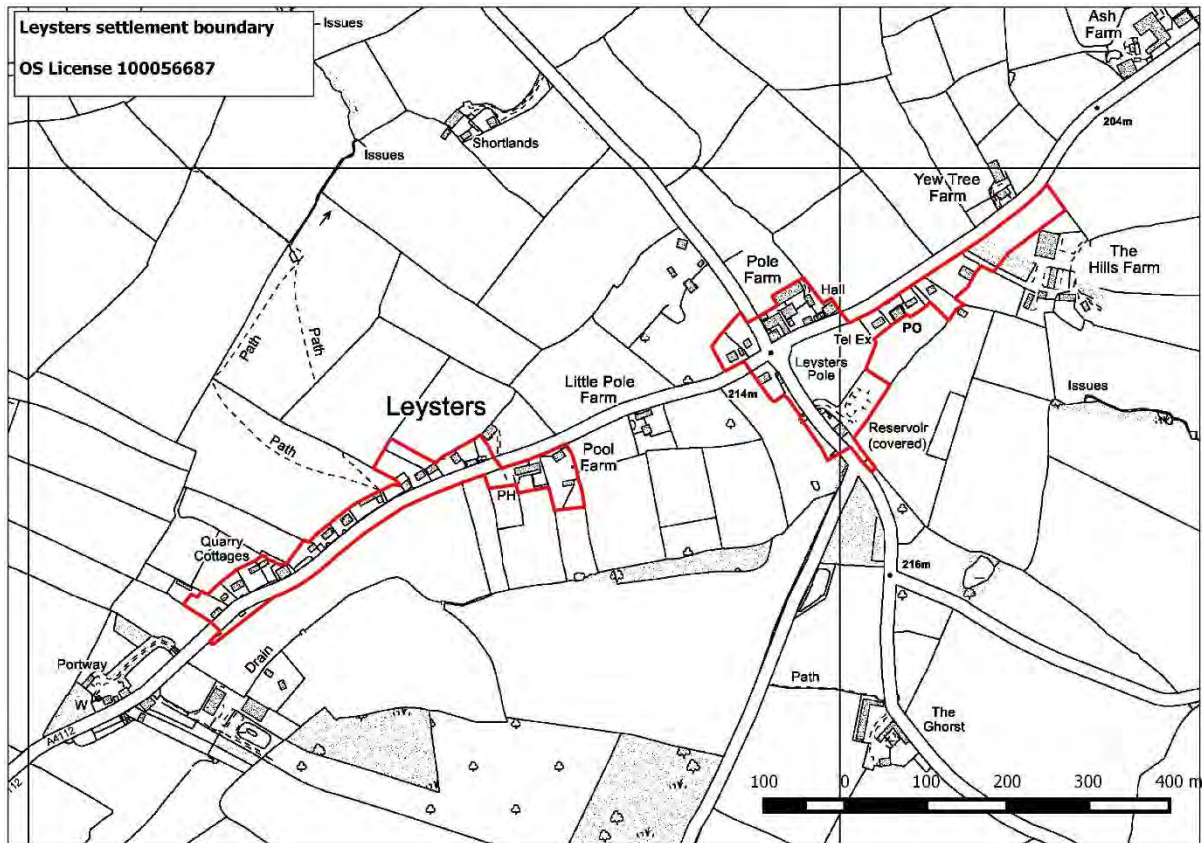 Leysters settlement boundary
OS License 100056687
Issues
Issues
Ash
Farm
204m
Issues
Shortlands
Yew Tree
Farm
The
Hills Farm
Pole
Farm
Hall
Path
Path
Tel Ex
PO
Leysters
Pole
Little Pole
Farm
214m
Issues
Leysters
Reservoir
(covered)
Path
Pool
Farm
PH
Quarry
Cottages
216m
Portway
Drain
W
Path
The
Ghorst
A4112
112
100 0 100 200 300 400 m